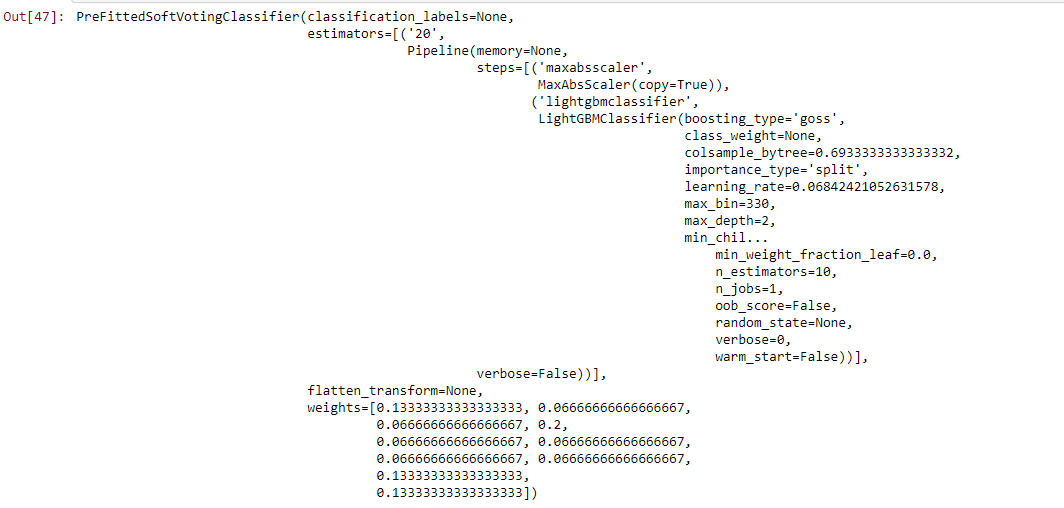 Out[47]: PreFittedSoftVotingClassifier(classification_labels=None,
estimators=[('20',
Pipeline(memory=None,
steps=[('maxabsscaler',
MaxAbsScaler(copy=True)),
('lightgbmclassifier',
LightGBMClassifier(boosting_type='goss',
class_weight=None,
colsample_bytree=0.6933333333333332,
importance_type='split',
learning_rate=0.06842421052631578,
max_bin=330,
max_depth=2,
min_chil...
min_weight_fraction_leaf=0.0,
n_estimators=10,
n_jobs=1,
oob_score=False,
random_state=None,
verbose=0,
warm_start=False))],
verbose=False))],
flatten_transform=None,
weights=[0.13333333333333333, 0.06666666666666667,
0.06666666666666667, 0.2,
0.06666666666666667, 0.06666666666666667,
0.06666666666666667, 0.06666666666666667,
0.13333333333333333,
0.13333333333333333])